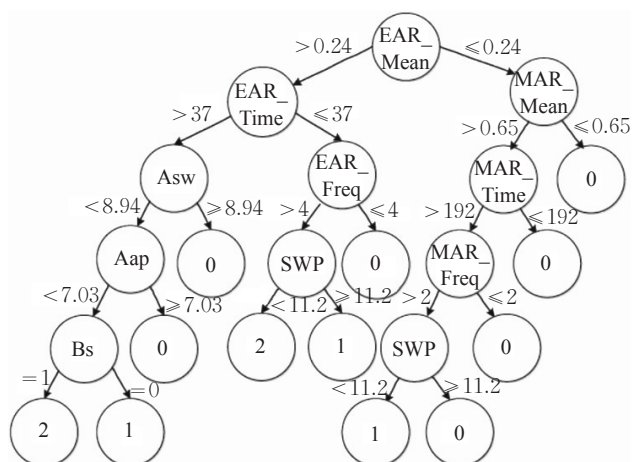 EAR_
Mean
>0.24
≤0.24
EAR_
Time
MAR_
Mean
>37
≤37
>0.65
≤0.65
Asw
EAR_
Freq
MAR_
Time
0
<8.94
≥8.94
>4
≤4
>192
≤192
Aap
0
SWP
0
MAR_
Freq
0
<7.03
≥7.03
<11.2
≥11.2
>2
≤2
Bs
0
2
1
SWP
0
=1
=0
<11.2
≥11.2
2
1
1
0